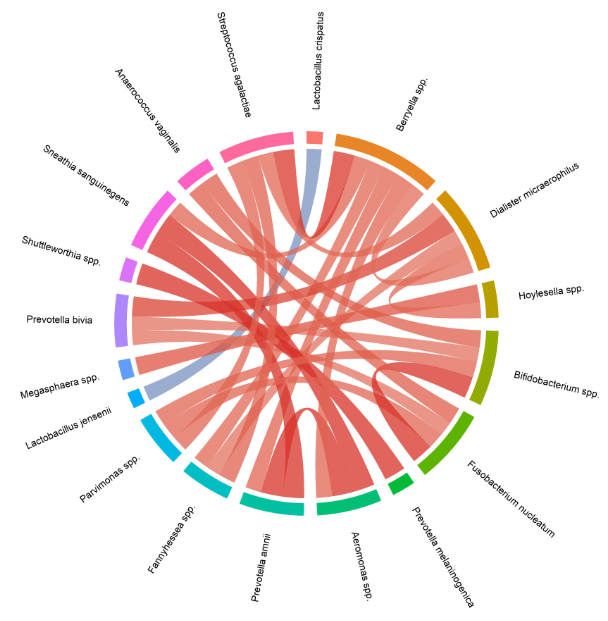 Lactobacillus crispatus
Berryella spp.
Dialister micraerophilus
Hoylesella spp.
Bifidobacterium spp.
Fusobacterium nucleatum
Prevotella melaninogenica
Aeromonas spp.
Prevotella amnii
Fannyhessea spp.
Parvimonas spp.
Lactobacillus jensenii
Megasphaera spp.
Prevotella bivia
Shuttleworthia spp.
Sneathia sanguinegens
Anaerococcus vaginalis
Streptococcus agalactiae